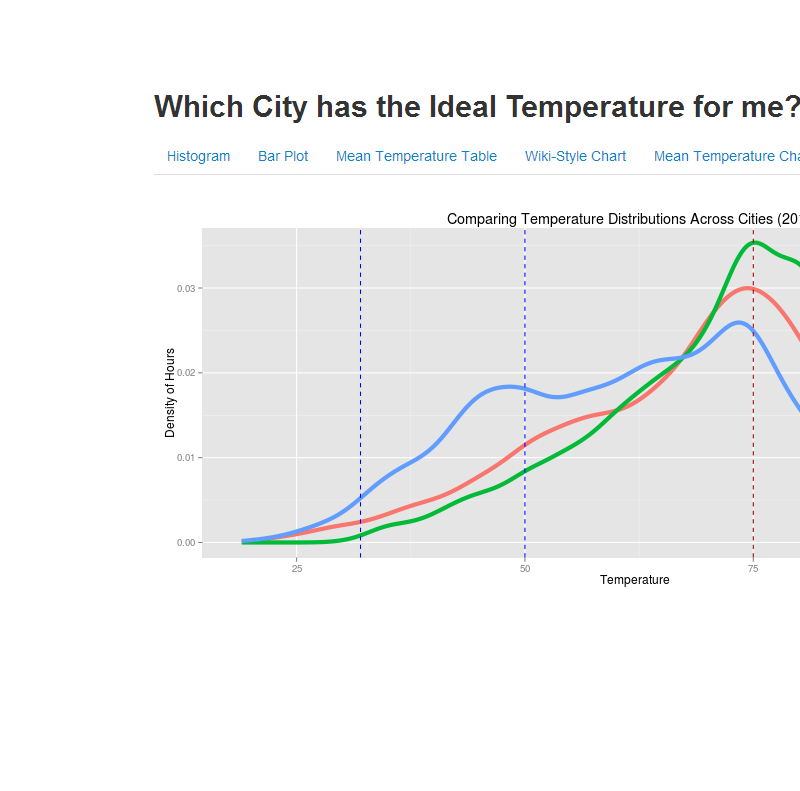 Which City has the Ideal Temperature for me?
Histogram Bar Plot Mean Temperature Table Wiki-Style Chart Mean Temperature Cha
Comparing Temperature Distributions Across Cities (201
Density of Hours
0.03
0.02
0.01
0.00
25 50 75
Temperature